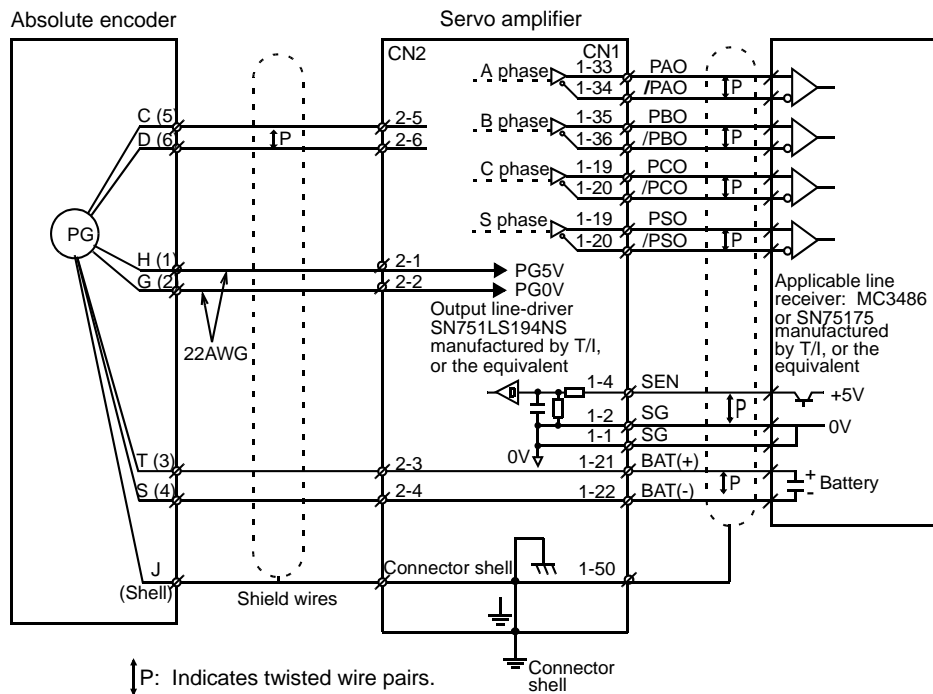 Absolute encoder
Servo amplifier
CN2
CN1
A phase
1-33
PAO
1-34
/PAO
P
B phase
1-35
PBO
1-36
/PBO
P
C phase
1-19
PCO
1-20
/PCO
P
S phase
1-19
PSO
1-20
/PSO
P
C (5)
2-5
D (6)
P
2-6
PG
H (1)
2-1
PG5V
G (2)
2-2
PG0V
22AWG
Output line-driver
SN751LS194NS
manufactured by T/I,
or the equivalent
Applicable line
receiver: MC3486
or SN75175
manufactured
by T/I, or the
equivalent
1-4
SEN
+5V
P
1-2
SG
0V
1-1
SG
0V
T (3)
2-3
1-21
BAT(+)
S (4)
2-4
1-22
BAT(-)
P
+
-
Battery
J
(Shell)
Shield wires
Connector shell
1-50
Connector
shell
P: Indicates twisted wire pairs.